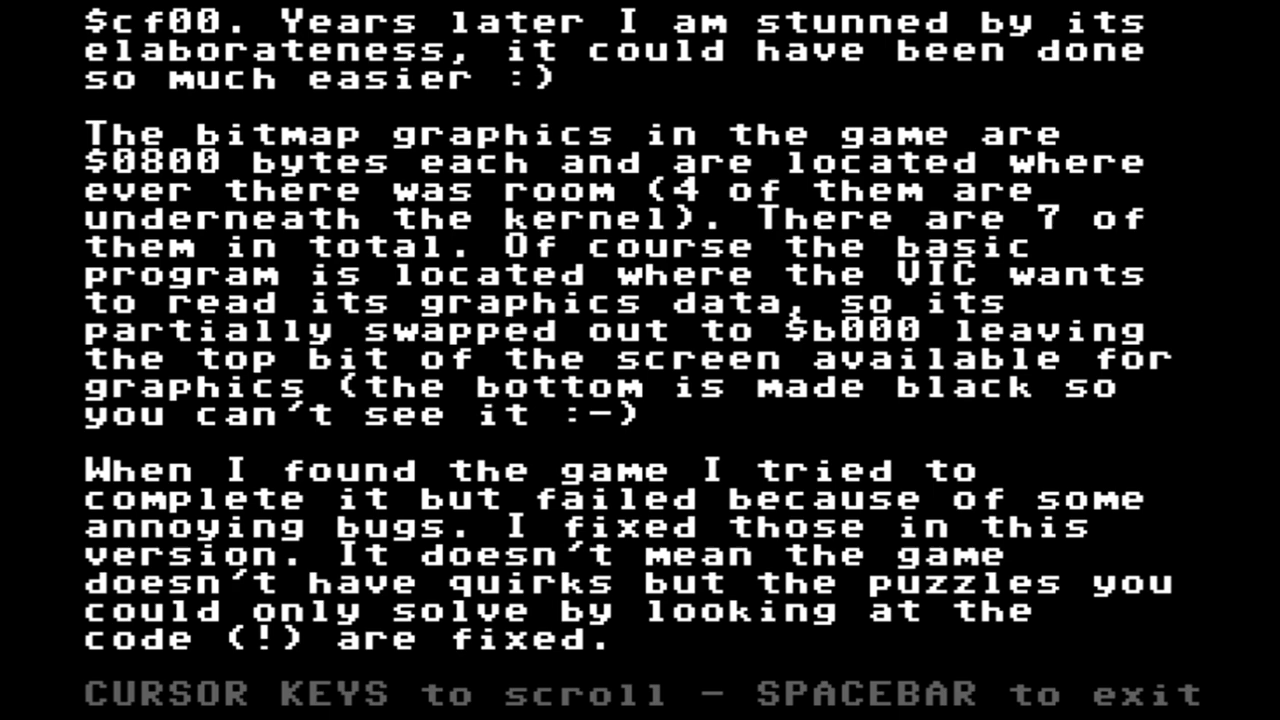 $cf00. Years later I am stunned by its
elaborateness, it could have been done
so much easier :)
The bitmap graphics in the game are
$0800 bytes each and are located where
ever there was room (4 of them are
underneath the kernel). There are 7 of
them in total. Of course the basic
program is located where the VIC wants
to read its graphics data, so its
partially swapped out to $b000 leaving
the top bit of the screen available for
graphics (the bottom is made black so
you can't see it :-)
When I found the game I tried to
complete it but failed because of some
annoying bugs. I fixed those in this
version. It doesn't mean the game
doesn't have quirks but the puzzles you
could only solve by looking at the
code (!) are fixed.
CURSOR KEYS to scroll - SPACEBAR to exit